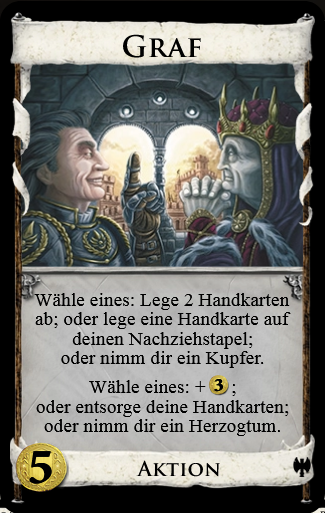 Graf
Wähle eines: Lege 2 Handkarten
ab; oder lege eine Handkarte auf
deinen Nachziehstapel;
oder nimm dir ein Kupfer.
Wähle eines: +3;
oder entsorge deine Handkarten;
oder nimm dir ein Herzogtum.
5 Aktion